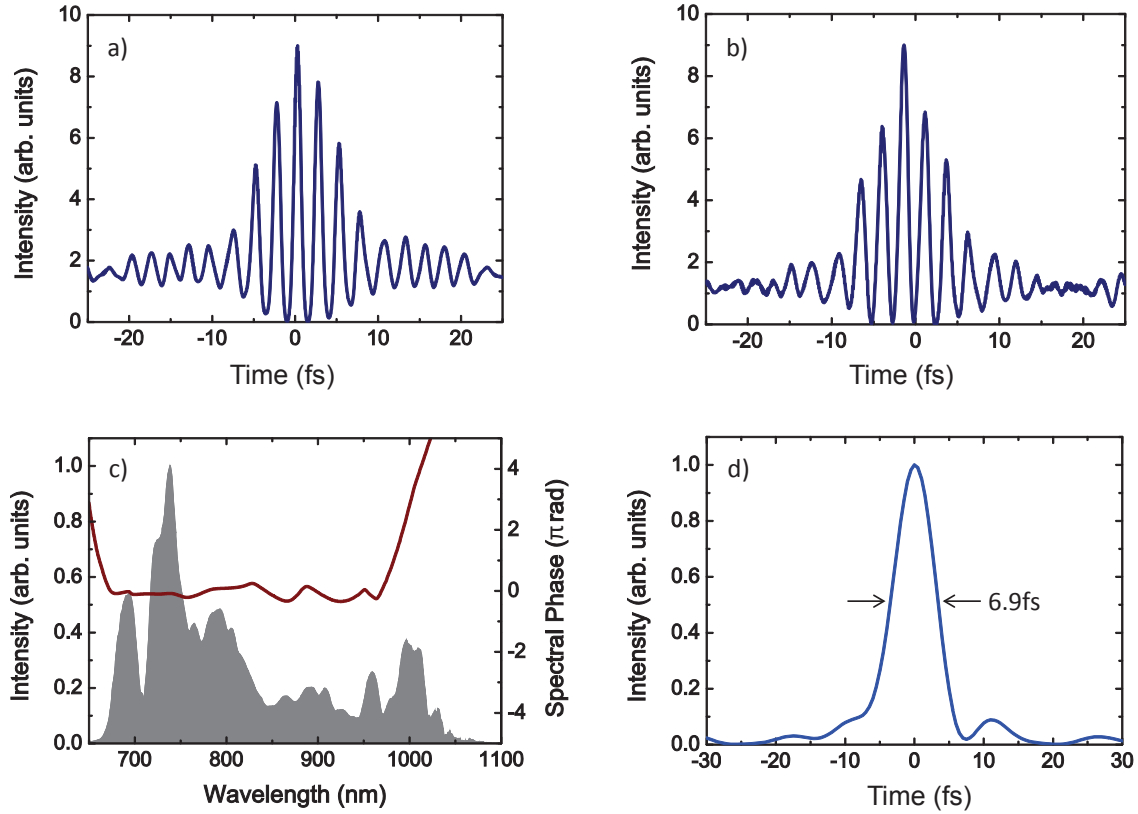 a)
10
8
6
4
2
0
Intensity (arb. units)
-20 -10 0 10 20
Time (fs)
b)
10
8
6
4
2
0
Intensity (arb. units)
-20 -10 0 10 20
Time (fs)
c)
1.0
0.8
0.6
0.4
0.2
0.0
Intensity (arb. units)
4
2
0
-2
-4
Spectral Phase (π rad)
700 800 900 1000 1100
Wavelength (nm)
d)
1.0
0.8
0.6
0.4
0.2
0.0
Intensity (arb. units)
6.9fs
-30 -20 -10 0 10 20 30
Time (fs)